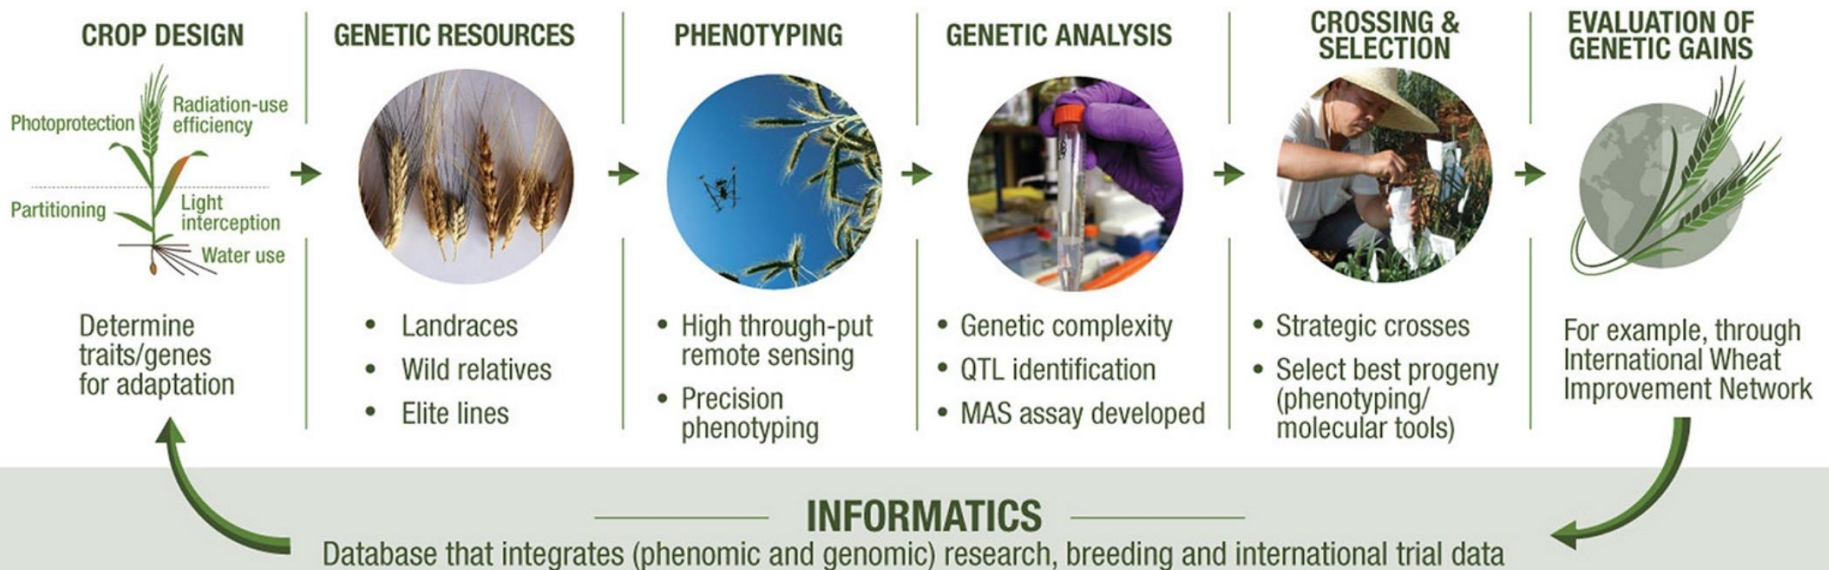 CROP DESIGN
Photoprotection
Radiation-use
efficiency
Partitioning
Light
interception
Water use
Determine
traits/genes
for adaptation
GENETIC RESOURCES
• Landraces
• Wild relatives
• Elite lines
PHENOTYPING
• High through-put
remote sensing
• Precision
phenotyping
GENETIC ANALYSIS
• Genetic complexity
• QTL identification
• MAS assay developed
CROSSING &
SELECTION
• Strategic crosses
• Select best progeny
(phenotyping/
molecular tools)
EVALUATION OF
GENETIC GAINS
For example, through
International Wheat
Improvement Network
INFORMATICS
Database that integrates (phenomic and genomic) research, breeding and international trial data